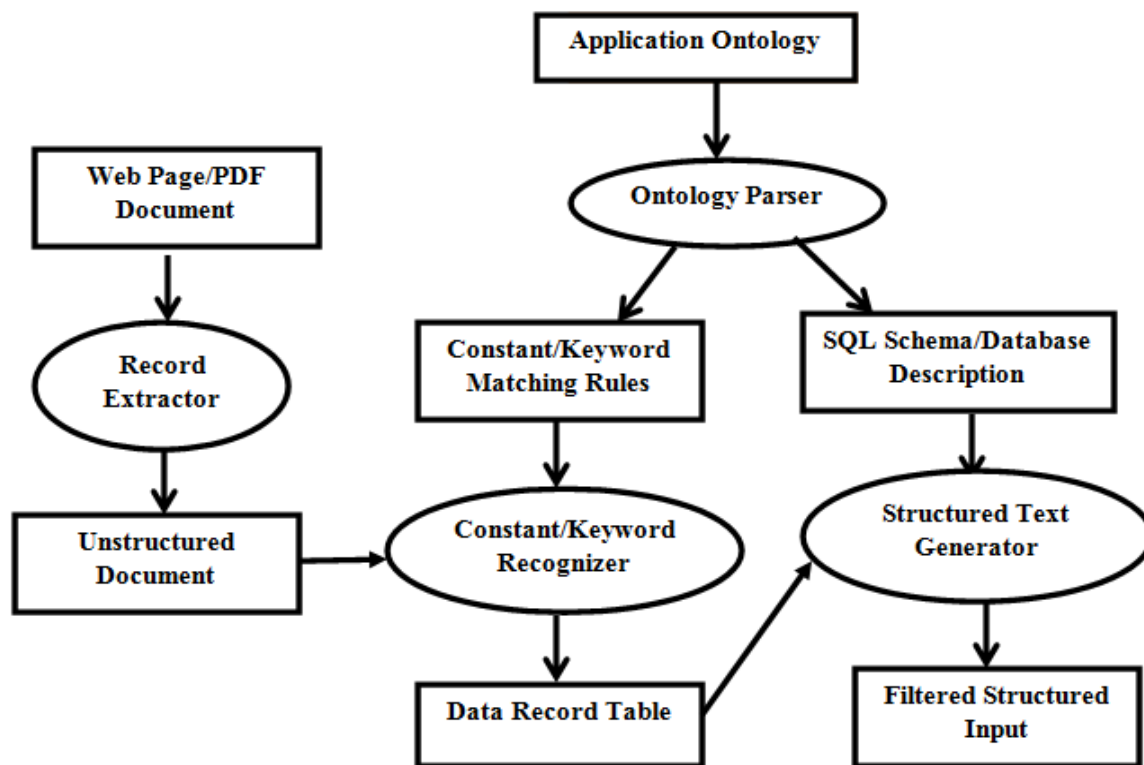 Application Ontology
Web Page/PDF
Document
Ontology Parser
Record
Extractor
Constant/Keyword
Matching Rules
SQL Schema/Database
Description
Unstructured
Document
Constant/Keyword
Recognizer
Structured Text
Generator
Data Record Table
Filtered Structured
Input